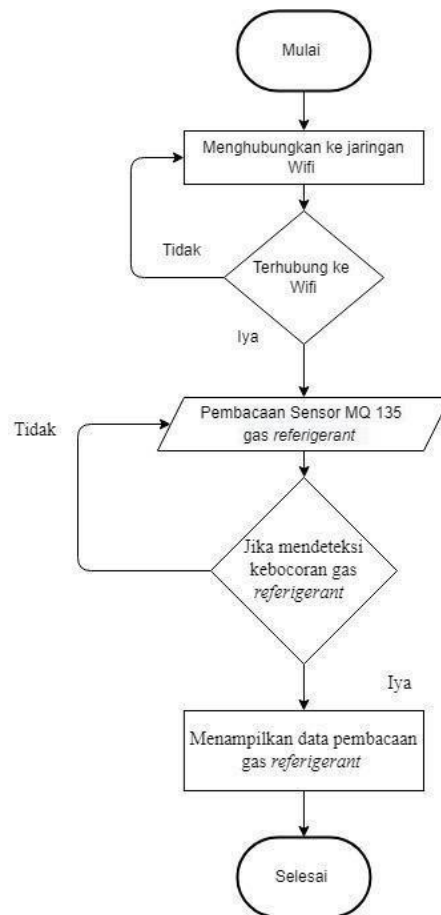 Mulai
Menghubungkan ke jaringan
Wifi
Tidak
Terhubung ke
Wifi
Iya
Pembacaan Sensor MQ 135
gas referigerant
Tidak
Jika mendeteksi
kebocoran gas
referigerant
Iya
Menampilkan data pembacaan
gas referigerant
Selesai